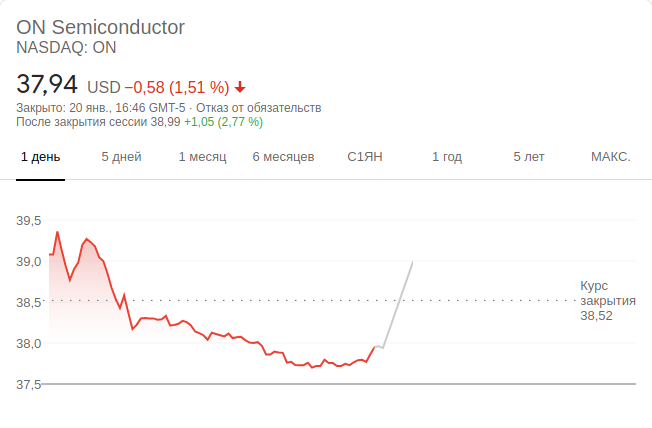 ON Semiconductor
NASDAQ: ON
37,94 USD −0,58 (1,51 %)
Закрыто: 20 янв., 16:46 GMT-5 · Отказ от обязательств
После закрытия сессии 38,99 +1,05 (2,77 %)
1 день 5 дней 1 месяц 6 месяцев С1ЯН 1 год 5 лет МАКС.
39,5
39,0
38,5
38,0
37,5
Курс
закрытия
38,52